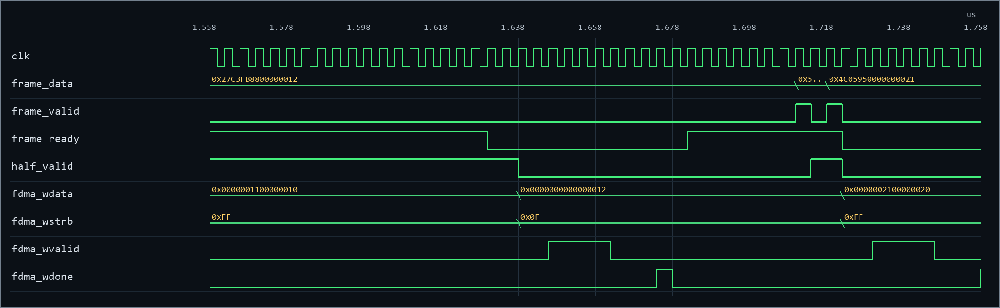 us
1.558 1.578 1.598 1.618 1.638 1.658 1.678 1.698 1.718 1.738 1.758
clk
frame_data 0x27C3FB8800000012 0x5.. 0x4C05950000000021
frame_valid
frame_ready
half_valid
fdma_wdata 0x0000001100000010 0x0000000000000012 0x0000002100000020
fdma_wstrb 0xFF 0x0F 0xFF
fdma_wvalid
fdma_wdone